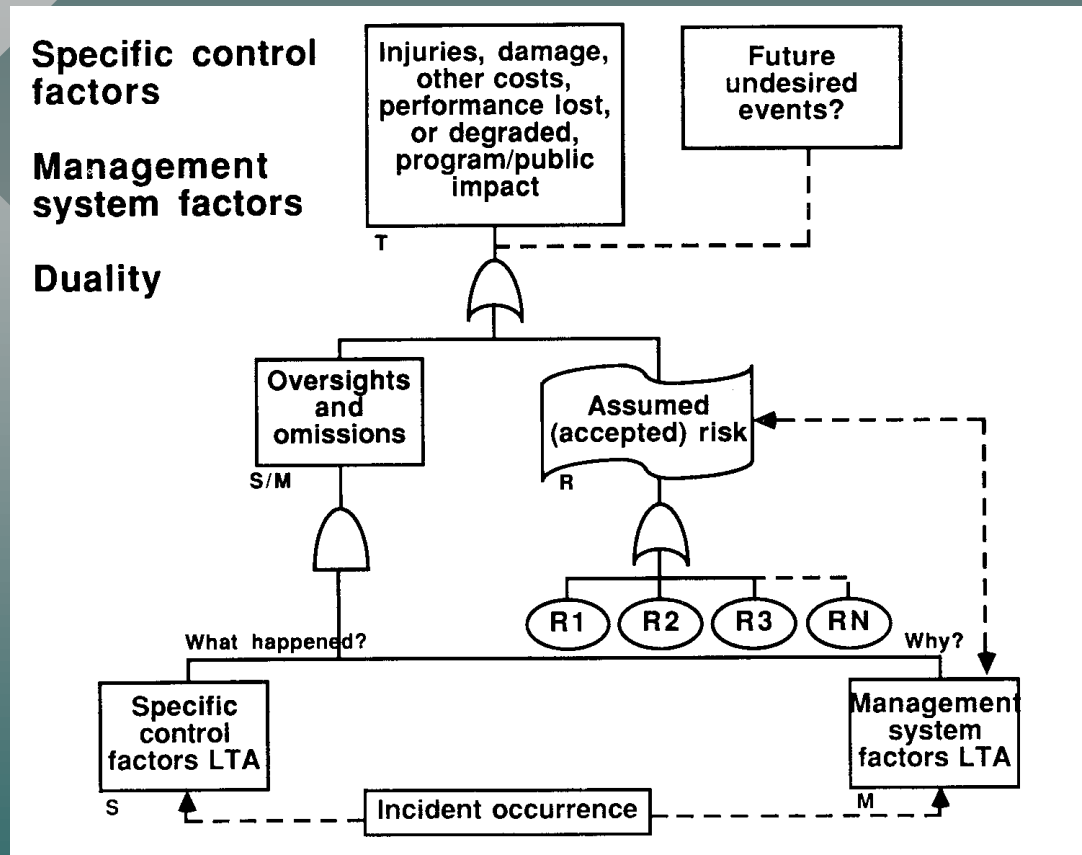 Specific control
factors
Management
system factors
Duality
Injuries, damage,
other costs,
performance lost,
or degraded,
program/public
impact
T
Future
undesired
events?
Oversights
and
omissions
S/M
Assumed
(accepted) risk
R
R1 R2 R3 RN
What happened?
Why?
Specific
control
factors LTA
S
Management
system
factors LTA
M
Incident occurrence